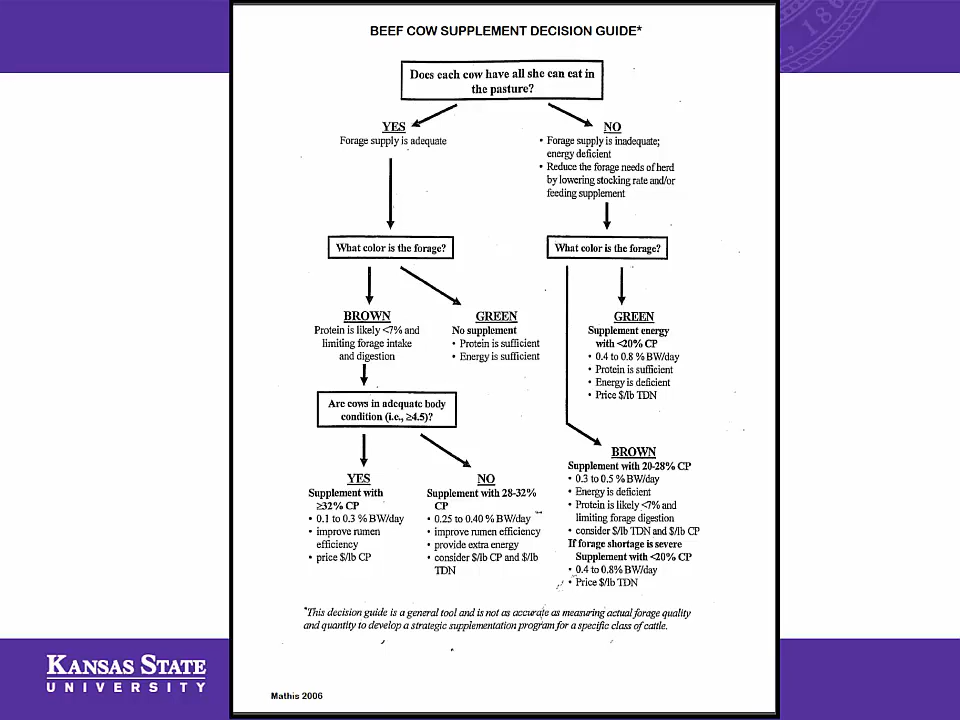 BEEF COW SUPPLEMENT DECISION GUIDE*
Does each cow have all she can eat in
the pasture?
YES
Forage supply is adequate
NO
• Forage supply is inadequate;
energy deficient
• Reduce the forage needs of herd
by lowering stocking rate and/or
feeding supplement
What color is the forage?
What color is the forage?
BROWN
Protein is likely <7% and
limiting forage intake
and digestion
GREEN
No supplement
• Protein is sufficient
• Energy is sufficient
GREEN
Supplement energy
with <20% CP
• 0.4 to 0.8 % BW/day
• Protein is sufficient
• Energy is deficient
• Price $/lb TDN
Are cows in adequate body
condition (i.e., ≥4.5)?
YES
Supplement with
≥32% CP
• 0.1 to 0.3 % BW/day
• improve rumen
efficiency
• price $/lb CP
NO
Supplement with 28-32%
CP
• 0.25 to 0.40 % BW/day
• improve rumen efficiency
• provide extra energy
• consider $/lb CP and $/lb
TDN
BROWN
Supplement with 20-28% CP
• 0.3 to 0.5 % BW/day
• Energy is deficient
• Protein is likely <7% and
limiting forage digestion
• consider $/lb TDN and $/lb CP
If forage shortage is severe
Supplement with <20% CP
• 0.4 to 0.8% BW/day
• Price $/lb TDN
*This decision guide is a general tool and is not as accurate as measuring actual forage quality
and quantity to develop a strategic supplementation program for a specific class of cattle.
KANSAS STATE
UNIVERSITY
Mathis 2006